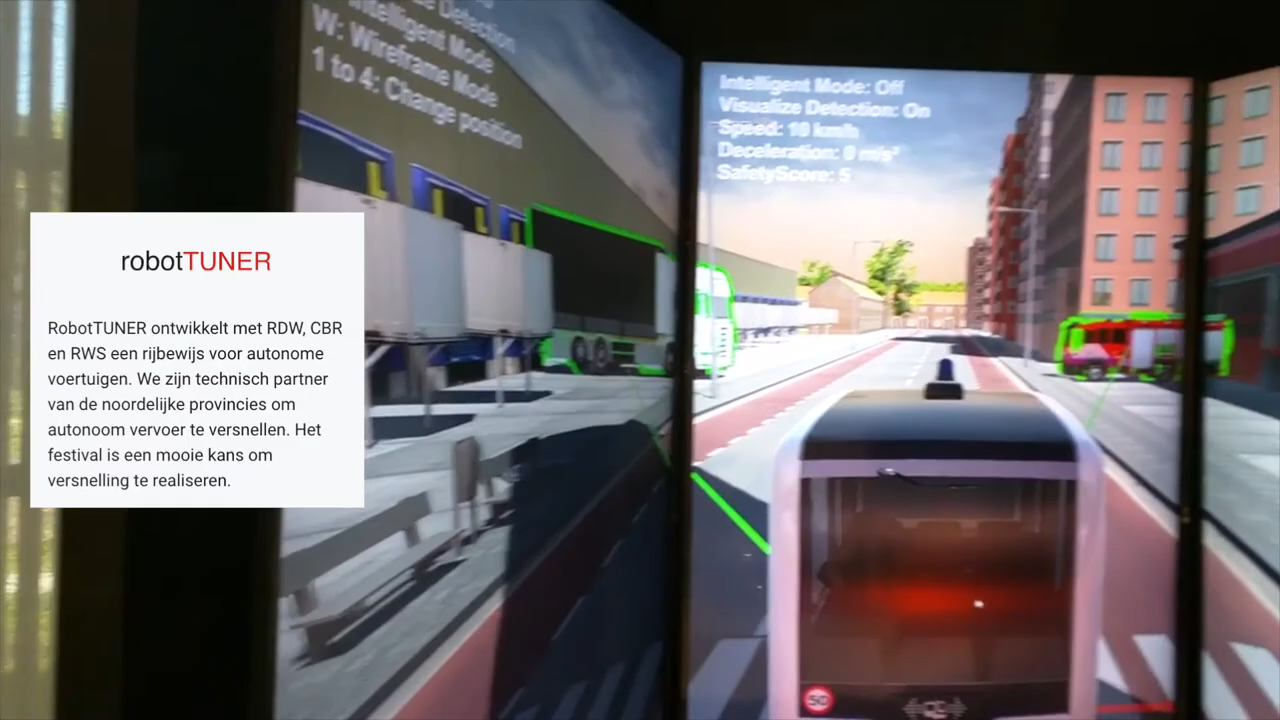 ze Detection
Intelligent Mode
W: Wireframe Mode
1 to 4: Change position
Intelligent Mode: Off
Visualize Detection: On
Speed: 10 km/h
Deceleration: 0 m/s²
SafetyScore: 5
L
L
L
robotTUNER
RobotTUNER ontwikkelt met RDW, CBR
en RWS een rijbewijs voor autonome
voertuigen. We zijn technisch partner
van de noordelijke provincies om
autonoom vervoer te versnellen. Het
festival is een mooie kans om
versnelling te realiseren.
50